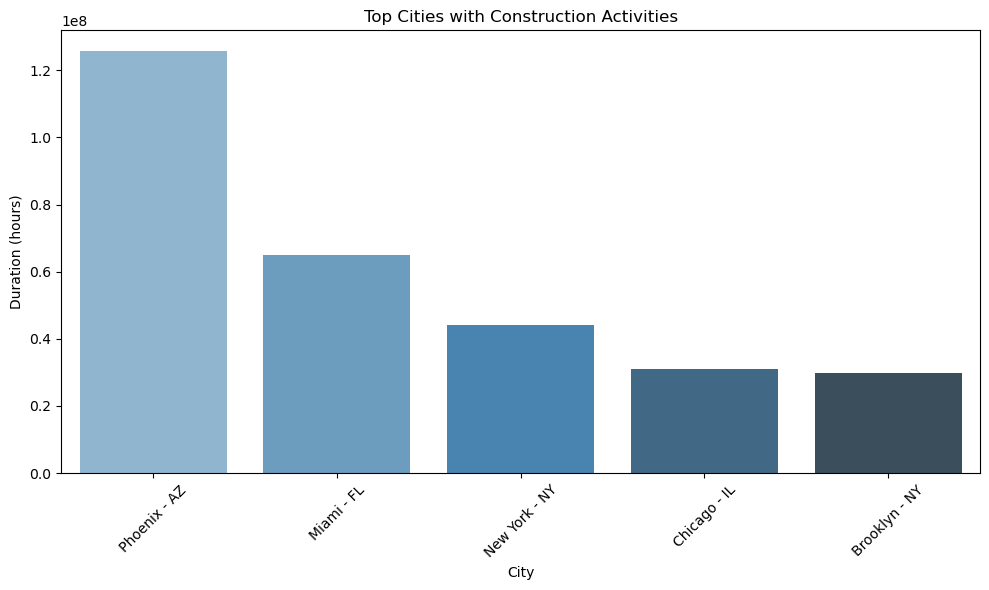 Top Cities with Construction Activities
1e8
1.2
1.0
0.8
0.6
0.4
0.2
0.0
Duration (hours)
Phoenix - AZ
Miami - FL
New York - NY
Chicago - IL
Brooklyn - NY
City